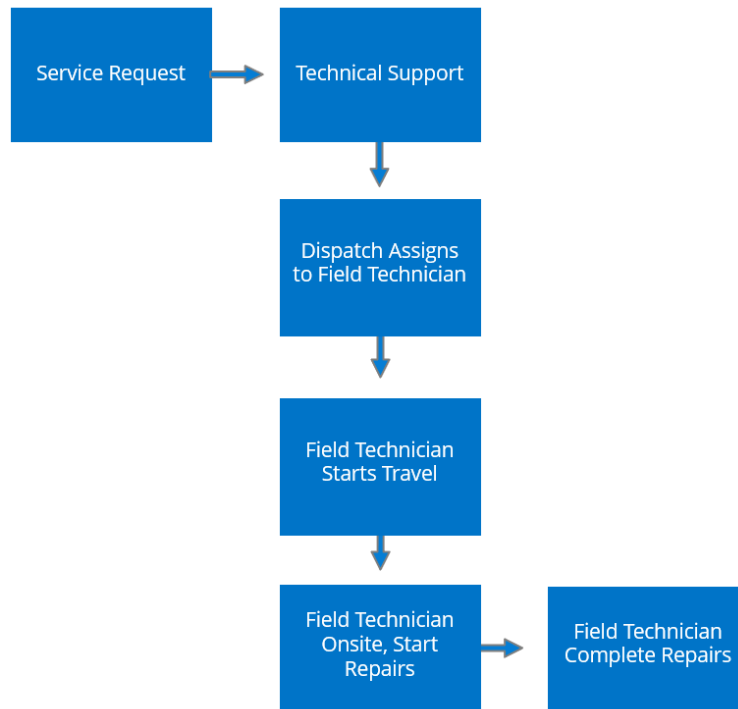 Service Request
Technical Support
Dispatch Assigns
to Field Technician
Field Technician
Starts Travel
Field Technician
Onsite, Start
Repairs
Field Technician
Complete Repairs